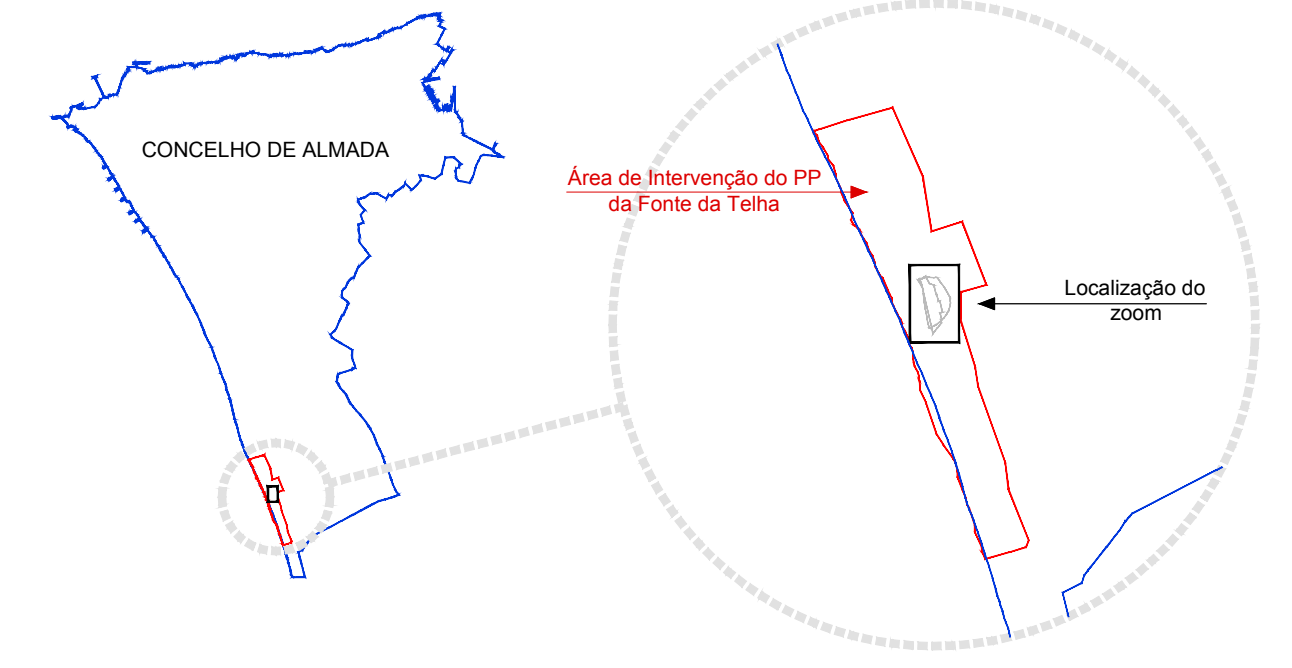 CONCELHO DE ALMADA
Área de Intervenção do PP
da Fonte da Telha
Localização do
zoom